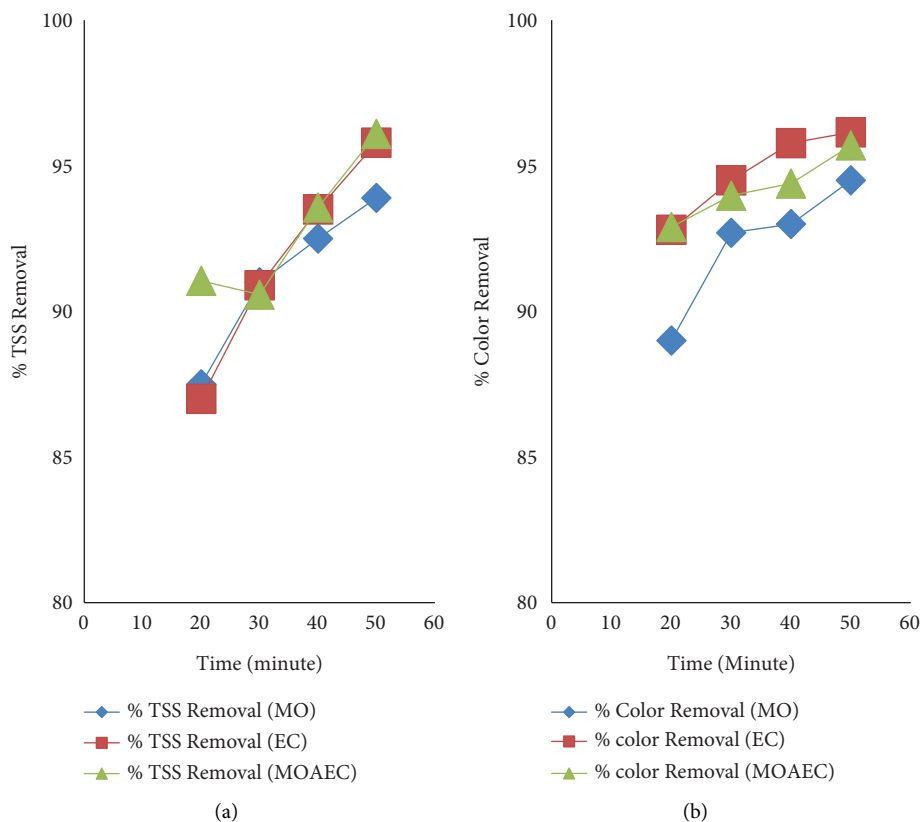 100
95
90
85
80
% TSS Removal
0 10 20 30 40 50 60
Time (minute)
% TSS Removal (MO)
% TSS Removal (EC)
% TSS Removal (MOAEC)
(a)
100
95
90
85
80
% Color Removal
0 10 20 30 40 50 60
Time (Minute)
% Color Removal (MO)
% color Removal (EC)
% color Removal (MOAEC)
(b)